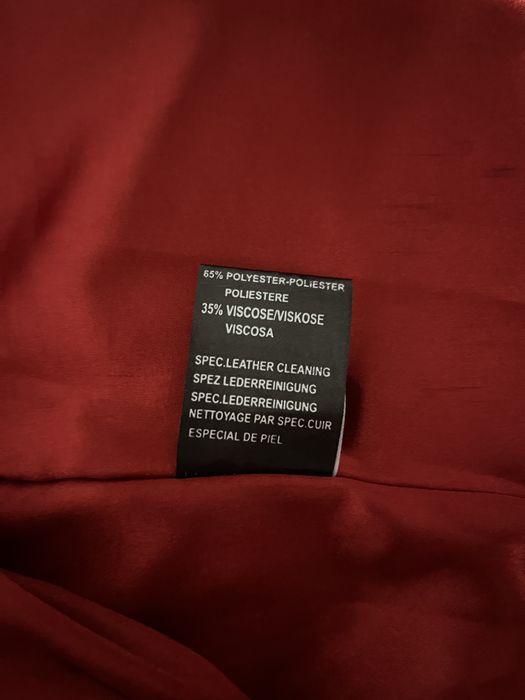 65% POLYESTER-POLIESTER
POLIESTERE
35% VISCOSE/VISKOSE
VISCOSA
SPEC.LEATHER CLEANING
SPEZ LEDERREINIGUNG
SPEC.LEDERREINIGUNG
NETTOYAGE PAR SPEC.CUIR
ESPECIAL DE PIEL